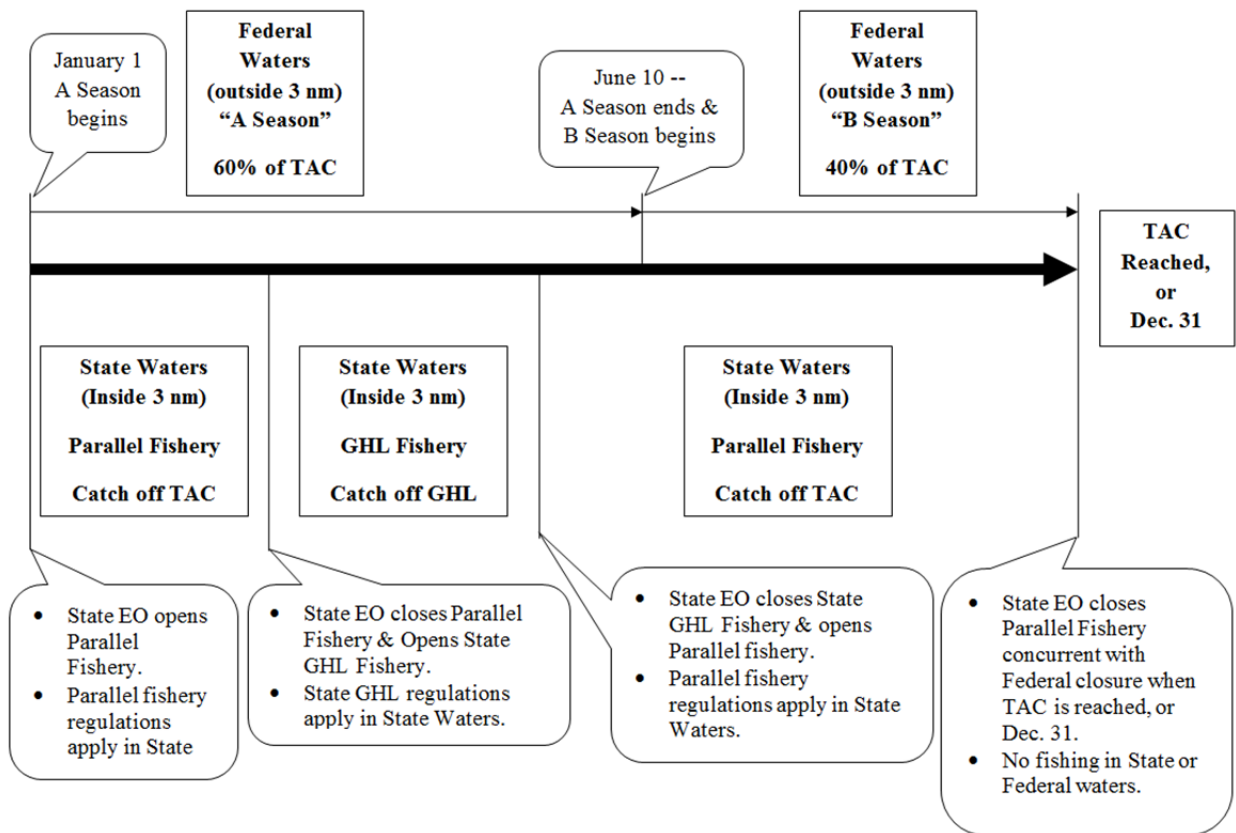 January 1
A Season
begins
Federal
Waters
(outside 3 nm)
“A Season”
60% of TAC
June 10 --
A Season ends &
B Season begins
Federal
Waters
(outside 3 nm)
“B Season”
40% of TAC
TAC
Reached,
or
Dec. 31
State Waters
(Inside 3 nm)
Parallel Fishery
Catch off TAC
State Waters
(Inside 3 nm)
GHL Fishery
Catch off GHL
State Waters
(Inside 3 nm)
Parallel Fishery
Catch off TAC
• State EO opens
Parallel
Fishery.
• Parallel fishery
regulations
apply in State
• State EO closes Parallel
Fishery & Opens State
GHL Fishery.
• State GHL regulations
apply in State Waters.
• State EO closes State
GHL Fishery & opens
Parallel fishery.
• Parallel fishery
regulations apply in State
Waters.
• State EO closes
Parallel Fishery
concurrent with
Federal closure when
TAC is reached, or
Dec. 31.
• No fishing in State or
Federal waters.